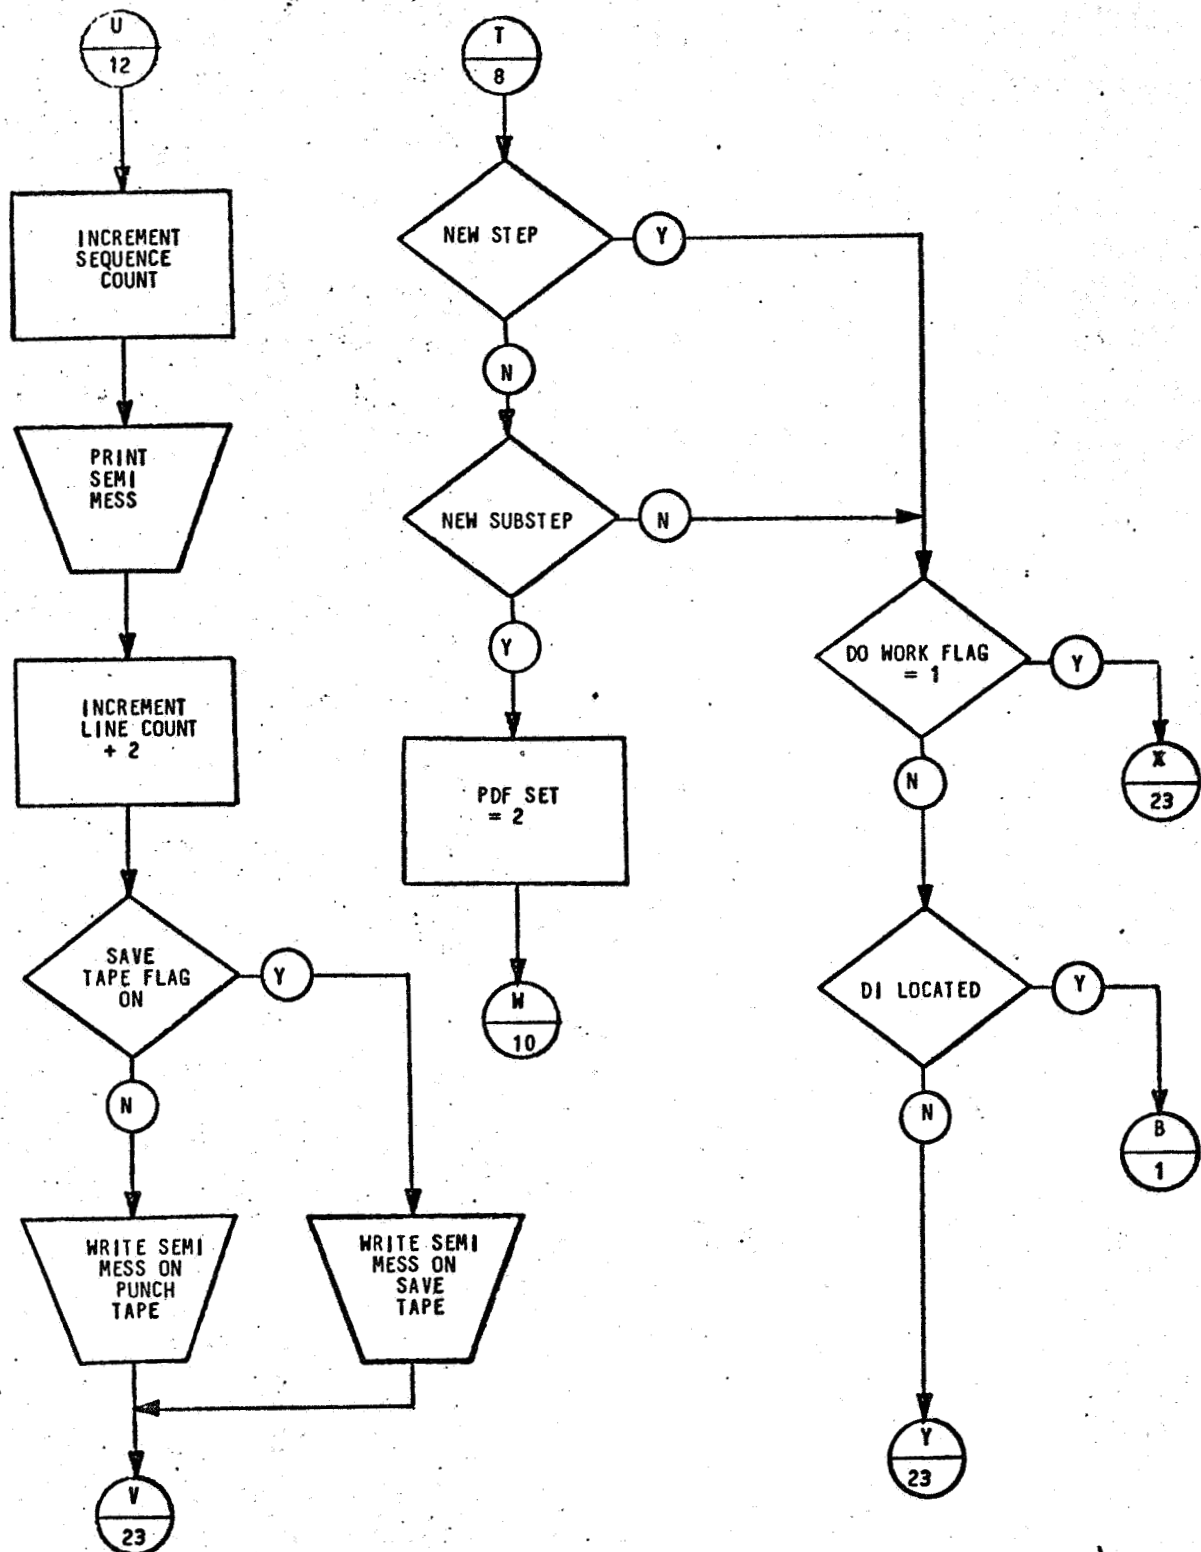 U
12
INCREMENT
SEQUENCE
COUNT
PRINT
SEMI
MESS
INCREMENT
LINE COUNT
+ 2
SAVE
TAPE FLAG
ON
Y
N
WRITE SEMI
MESS ON
PUNCH
TAPE
WRITE SEMI
MESS ON
SAVE
TAPE
V
23
T
8
NEW STEP
Y
N
NEW SUBSTEP
N
Y
PDF SET
= 2
W
10
DO WORK FLAG
= 1
Y
X
23
N
DI LOCATED
Y
B
1
N
Y
23